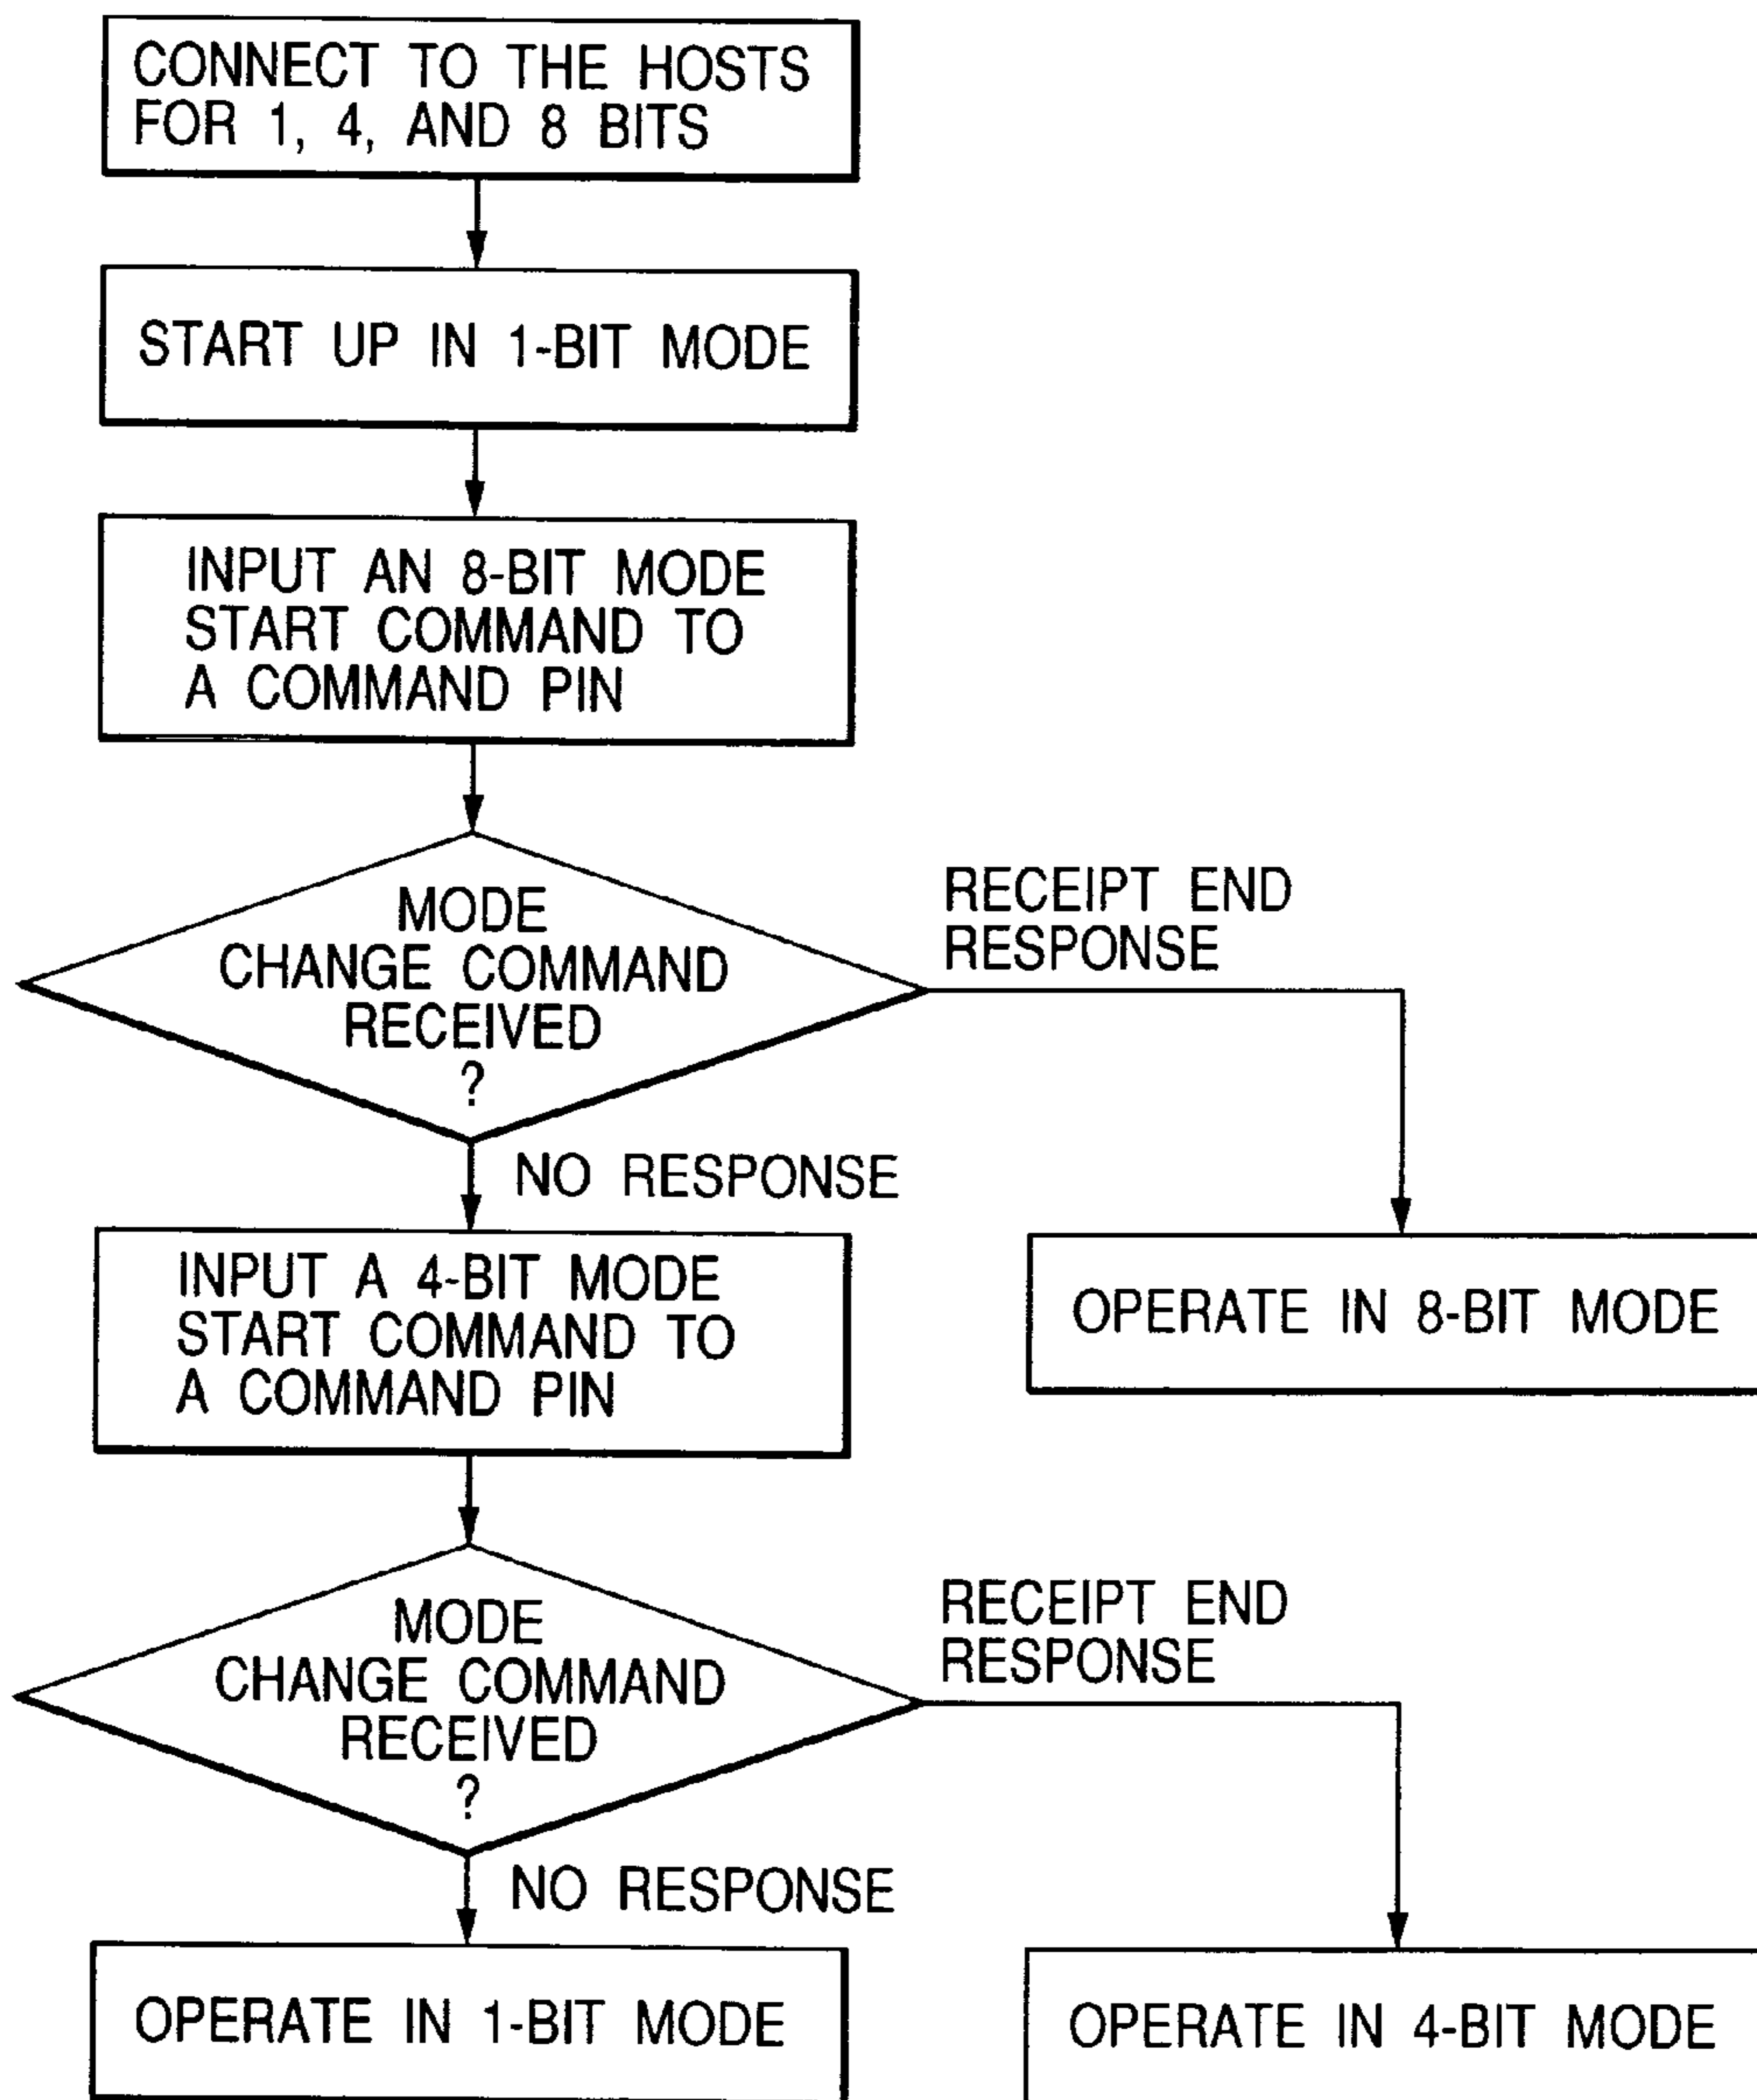 CONNECT TO THE HOSTS
FOR 1, 4, AND 8 BITS
START UP IN 1-BIT MODE
INPUT AN 8-BIT MODE
START COMMAND TO
A COMMAND PIN
MODE
CHANGE COMMAND
RECEIVED
?
RECEIPT END
RESPONSE
NO RESPONSE
INPUT A 4-BIT MODE
START COMMAND TO
A COMMAND PIN
OPERATE IN 8-BIT MODE
MODE
CHANGE COMMAND
RECEIVED
?
RECEIPT END
RESPONSE
NO RESPONSE
OPERATE IN 1-BIT MODE
OPERATE IN 4-BIT MODE